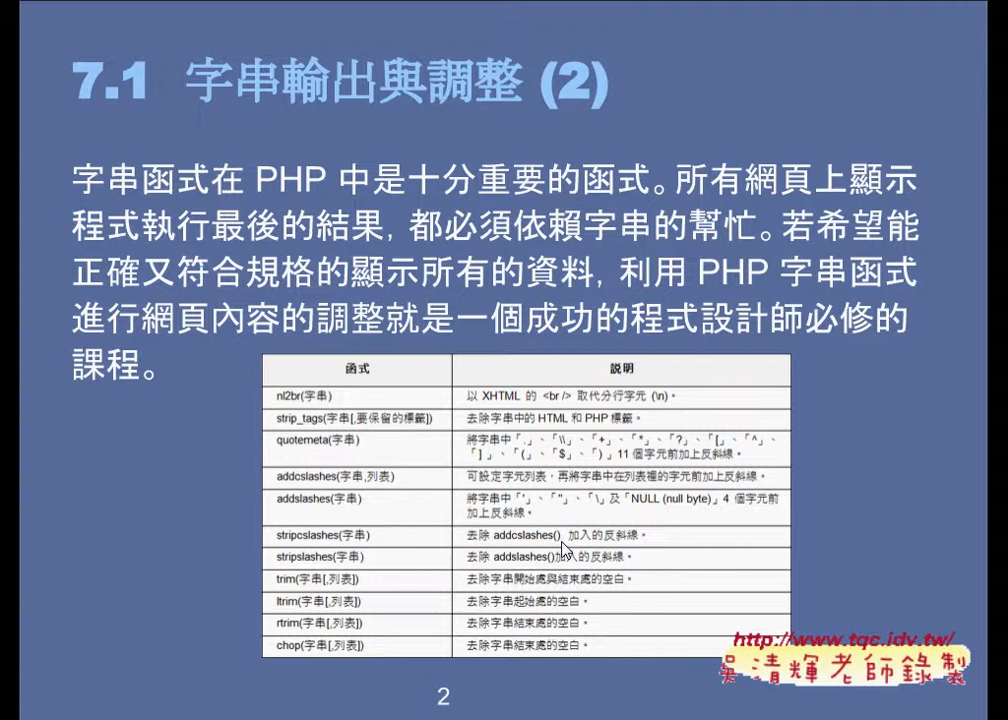 7.1 字串輸出與調整 (2)
字串函式在 PHP 中是十分重要的函式。所有網頁上顯示
程式執行最後的結果, 都必須依賴字串的幫忙。若希望能
正確又符合規格的顯示所有的資料, 利用 PHP 字串函式
進行網頁內容的調整就是一個成功的程式設計師必修的
課程。
函式 說明
nl2br(字串) 以 XHTML 的 <br /> 取代分行字元 (\n)。
strip_tags(字串[,要保留的標籤]) 去除字串中的 HTML 和 PHP 標籤。
quotemeta(字串) 將字串中「.」、「\\」、「+」、「*」、「?」、「[」、「^」、
「]」、「(」、「$」、「)」11 個字元前加上反斜線。
addcslashes(字串,列表) 可設定字元列表，再將字串中在列表裡的字元前加上反斜線。
addslashes(字串) 將字串中「'」、「"」、「\」及「NULL (null byte)」4 個字元前
加上反斜線。
stripcslashes(字串) 去除 addcslashes() 加入的反斜線。
stripslashes(字串) 去除 addslashes()加入的反斜線。
trim(字串[,列表]) 去除字串開始處與結束處的空白。
ltrim(字串[,列表]) 去除字串起始處的空白。
rtrim(字串[,列表]) 去除字串結束處的空白。
chop(字串[,列表]) 去除字串結束處的空白。
http://www.tqc.idv.tw/
吳清輝老師錄製
2